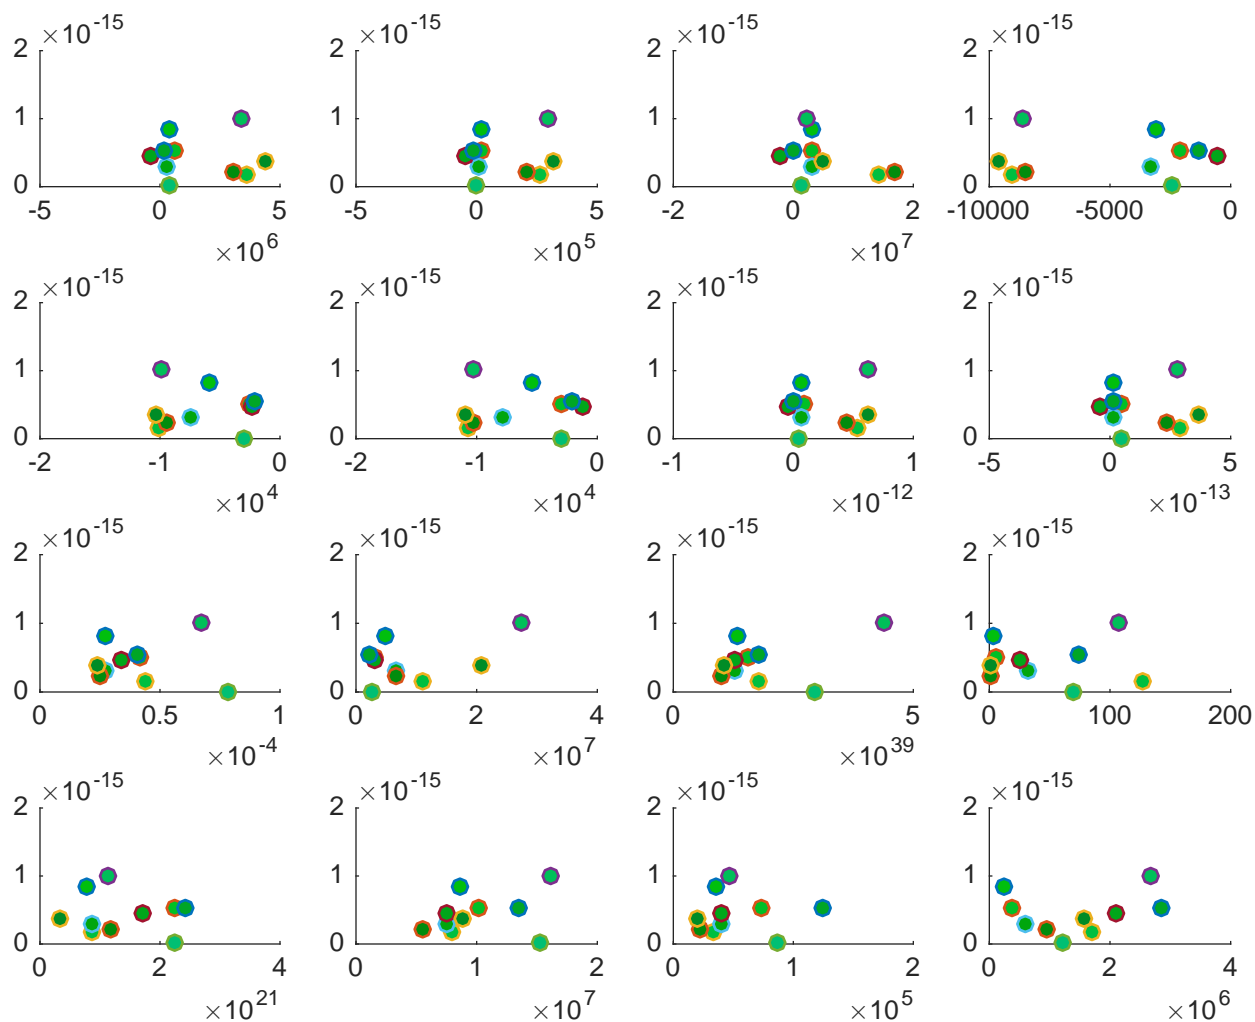 ×10-15 ×10-15 ×10-15 ×10-15
2 2 2 2
1 1 1 1
0 0 0 0
-5 0 5 -5 0 5 -2 0 2 -10000 -5000 0
×106 ×105 ×107
×10-15 ×10-15 ×10-15 ×10-15
2 2 2 2
1 1 1 1
0 0 0 0
-2 -1 0 -2 -1 0 -1 0 1 -5 0 5
×104 ×104 ×10-12 ×10-13
×10-15 ×10-15 ×10-15 ×10-15
2 2 2 2
1 1 1 1
0 0 0 0
0 0.5 1 0 2 4 0 5 0 100 200
×10-4 ×107 ×1039
×10-15 ×10-15 ×10-15 ×10-15
2 2 2 2
1 1 1 1
0 0 0 0
0 2 4 0 1 2 0 1 2 0 2 4
×1021 ×107 ×105 ×106